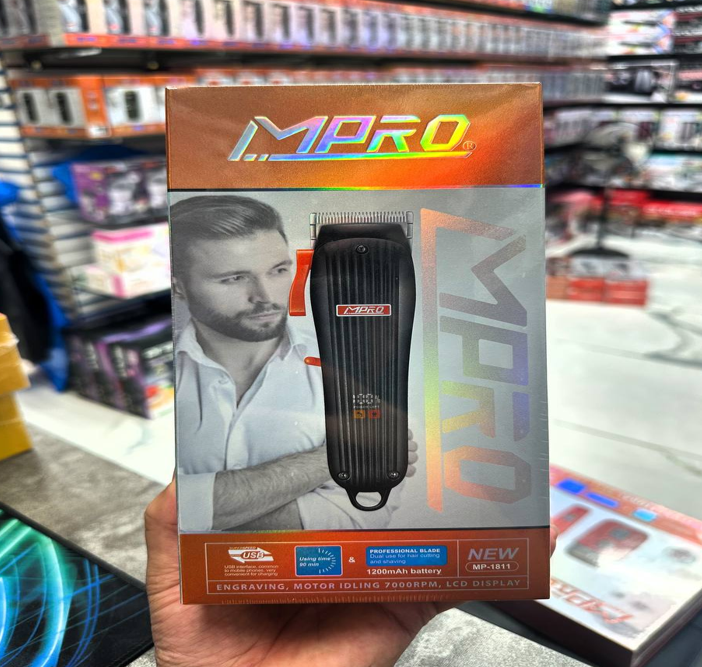 MPRO®
MPRO
MPRO
100%
USB
USB interface, common
to mobile phones, very
convenient for charging
Using time
90 min
&
PROFESSIONAL BLADE
Dual use for hair cutting
and shaving
1200mAh battery
NEW
MP-1811
ENGRAVING, MOTOR IDLING 7000RPM, LCD DISPLAY
MPRO